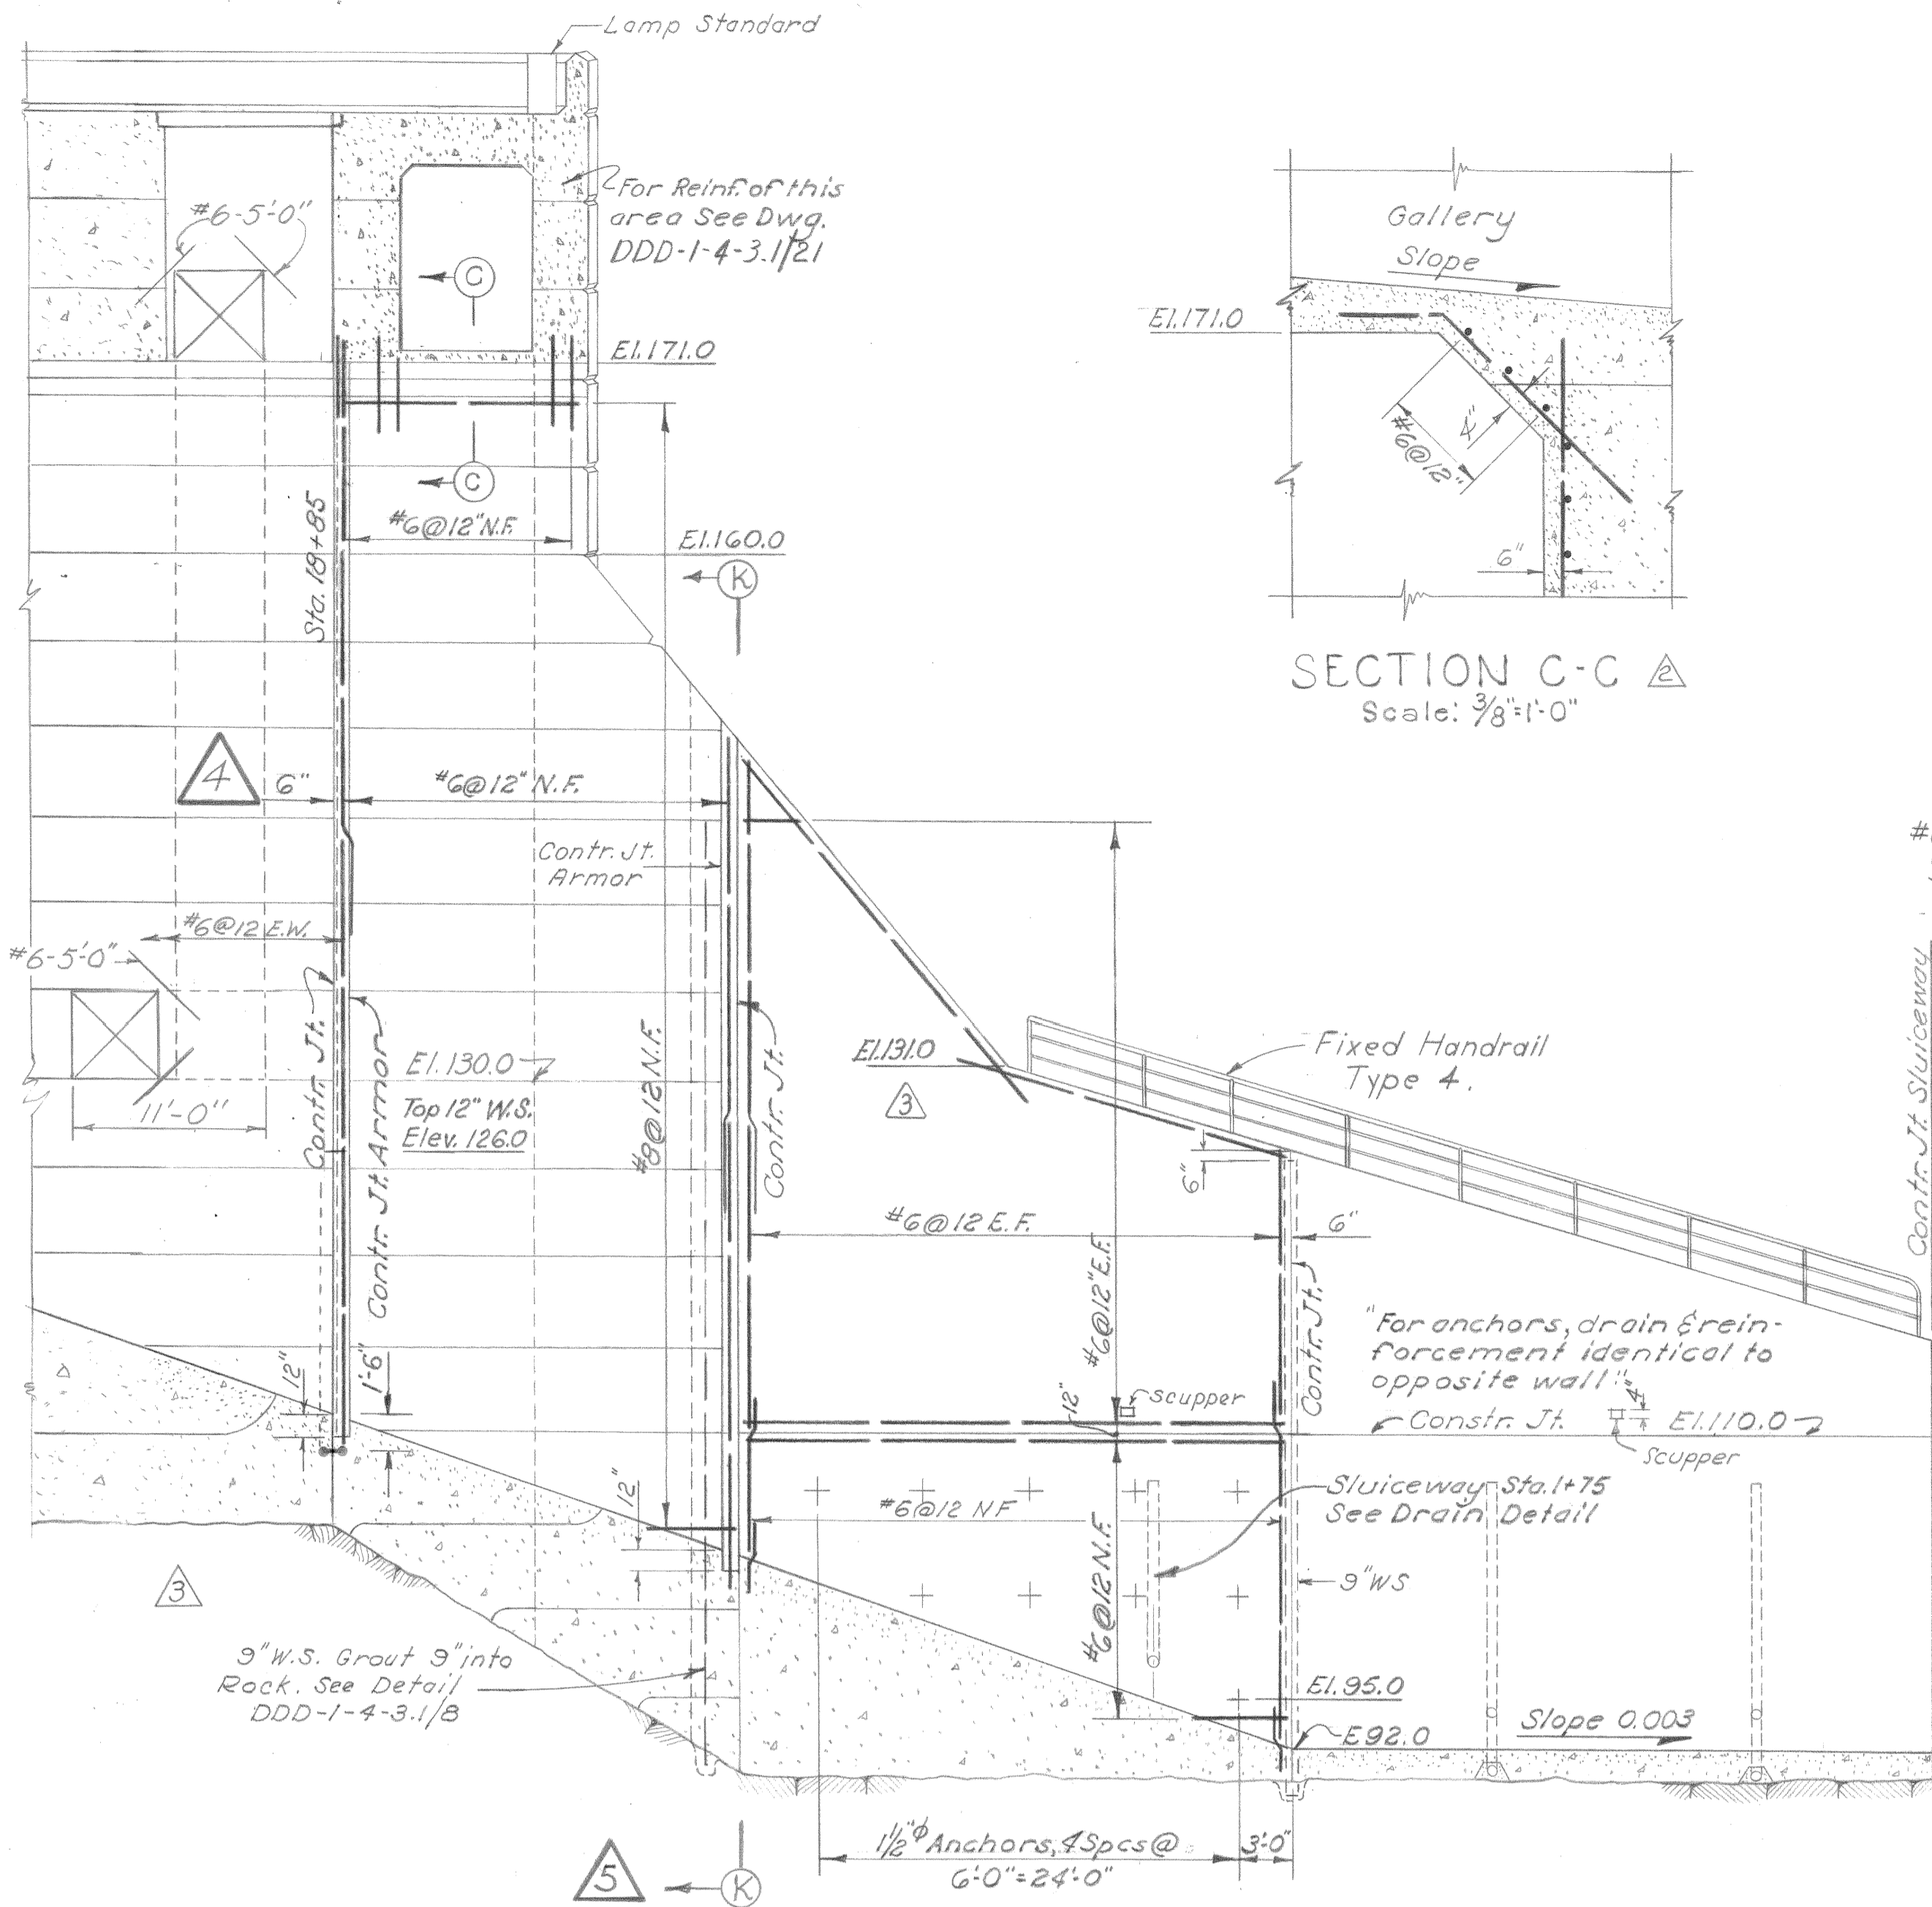 Lamp Standard
For Reinf. of this
area See Dwg.
DDD-1-4-3.1/21
#6-5'-0"
C
El.171.0
C
#6@12" N.F.
Sta. 18+85
El.160.0
K
Gallery
Slope
El.171.0
#6@12"
4"
6"
SECTION C-C 2
Scale: 3/8"=1'-0"
4
6"
#6@12" N.F.
Contr. Jt.
Armor
#6@12 E.W.
#6-5'-0"
11'-0"
Contr. Jt.
Contr. Jt. Armor
El. 130.0
Top 12" W.S.
Elev. 126.0
#8@12 N.F.
Contr. Jt.
El.131.0
3
Fixed Handrail
Type 4.
#
Contr. Jt. Sluiceway
6"
#6@12 E.F.
6"
#6@12" E.F.
Contr. Jt.
"For anchors, drain & rein-
forcement identical to
opposite wall"
4"
Constr. Jt.
El.110.0
scupper
scupper
12"
12"
1'-6"
12"
#6@12 NF
#6@12 N.F.
Sluiceway Sta.1+75
See Drain Detail
9" WS
3
9" W.S. Grout 9" into
Rock. See Detail
DDD-1-4-3.1/8
El.95.0
E92.0
Slope 0.003
1½"ϕ Anchors, 4 Spcs@
6'-0"=24'-0"
3'-0"
5
K